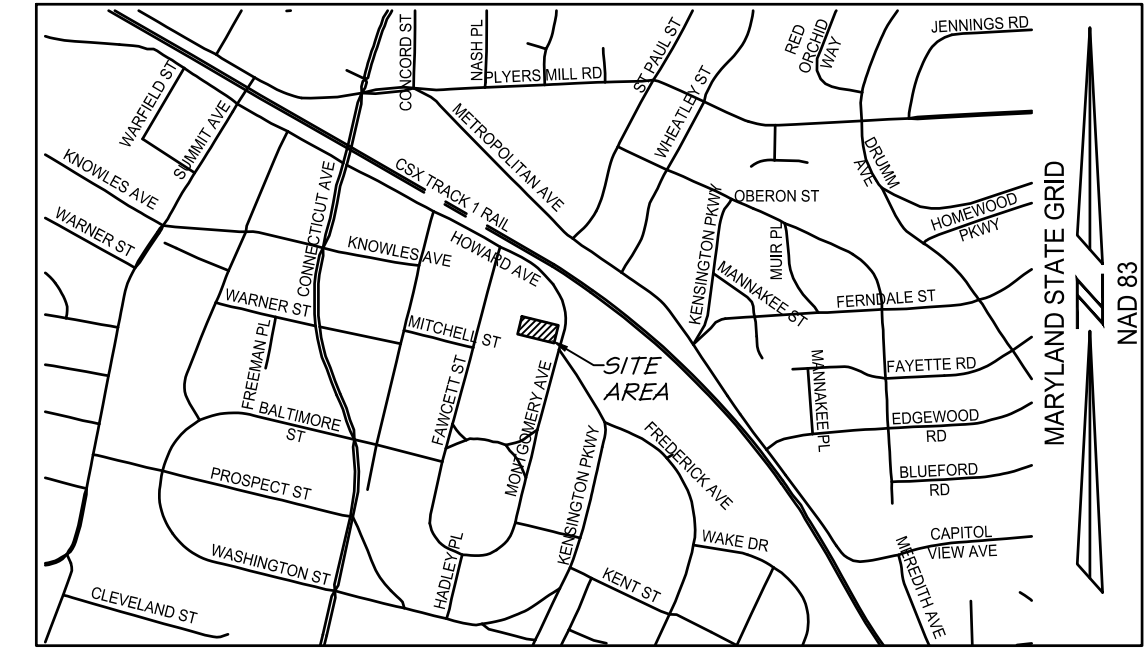 JENNINGS RD
RED
ORCHID
WAY
ST PAUL ST
NASH PL
CONCORD ST
PLYERS MILL RD
WHEATLEY ST
WARFIELD ST
SUMMIT AVE
METROPOLITAN AVE
DRUMM
AVE
KNOWLES AVE
CSX TRACK 1 RAIL
OBERON ST
HOMEWOOD
PKWY
WARNER ST
CONNECTICUT AVE
KNOWLES AVE
HOWARD AVE
KENSINGTON PKWY
MUIR PL
MANNAKEE ST
FERNDALE ST
WARNER ST
MITCHELL ST
FREEMAN PL
FAWCETT ST
MONTGOMERY AVE
SITE
AREA
MANNAKEE PL
FAYETTE RD
BALTIMORE
ST
EDGEWOOD
RD
FREDERICK AVE
KENSINGTON PKWY
BLUEFORD
RD
PROSPECT ST
WASHINGTON ST
HADLEY PL
WAKE DR
CAPITOL
VIEW AVE
MEREDITH AVE
KENT ST
CLEVELAND ST
MARYLAND STATE GRID
NAD 83